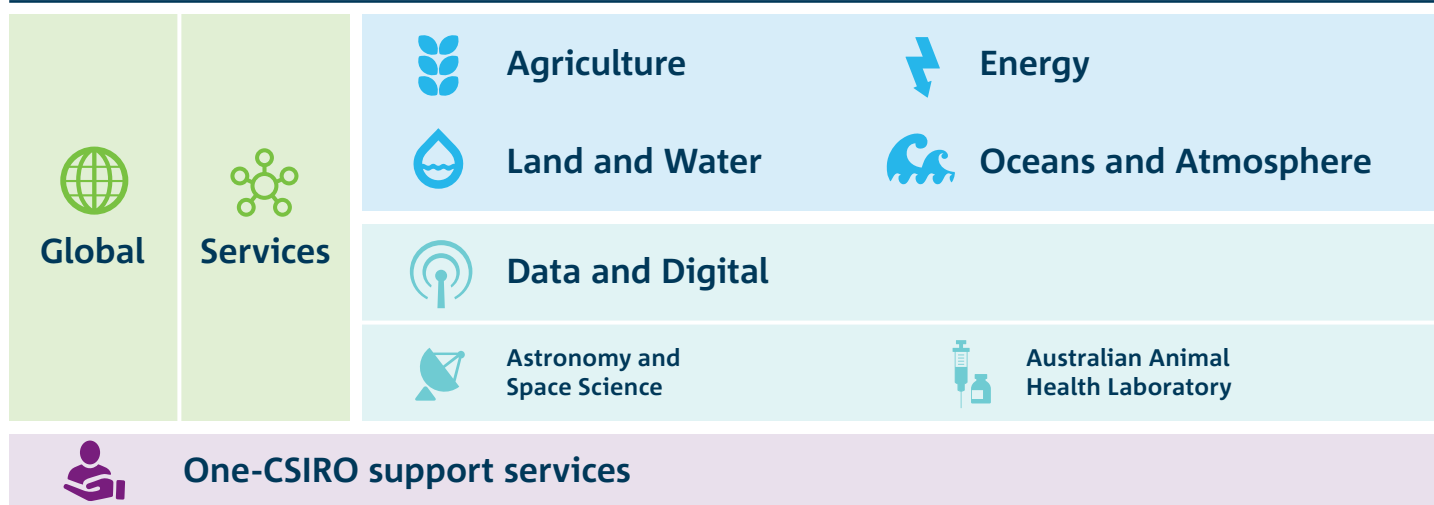 Global
Services
Agriculture
Energy
Land and Water
Oceans and Atmosphere
Data and Digital
Astronomy and
Space Science
Australian Animal
Health Laboratory
One-CSIRO support services